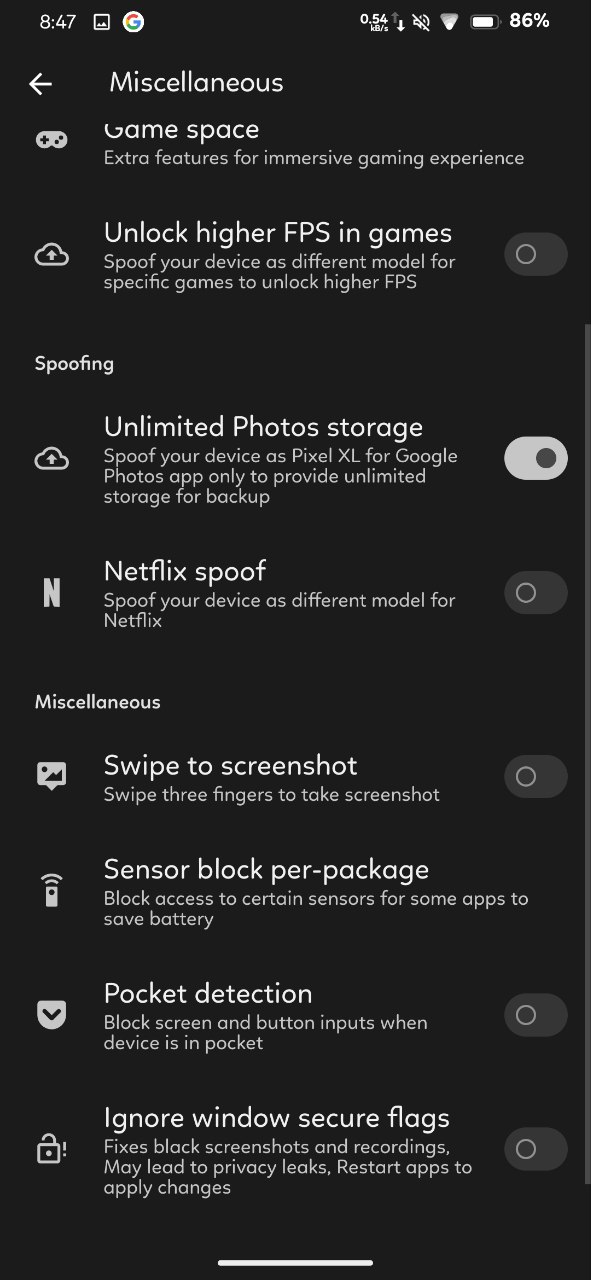 8:47
0.54
kB/s
86%
Miscellaneous
Game space
Extra features for immersive gaming experience
Unlock higher FPS in games
Spoof your device as different model for
specific games to unlock higher FPS
Spoofing
Unlimited Photos storage
Spoof your device as Pixel XL for Google
Photos app only to provide unlimited
storage for backup
N
Netflix spoof
Spoof your device as different model for
Netflix
Miscellaneous
Swipe to screenshot
Swipe three fingers to take screenshot
Sensor block per-package
Block access to certain sensors for some apps to
save battery
Pocket detection
Block screen and button inputs when
device is in pocket
Ignore window secure flags
Fixes black screenshots and recordings,
May lead to privacy leaks, Restart apps to
apply changes